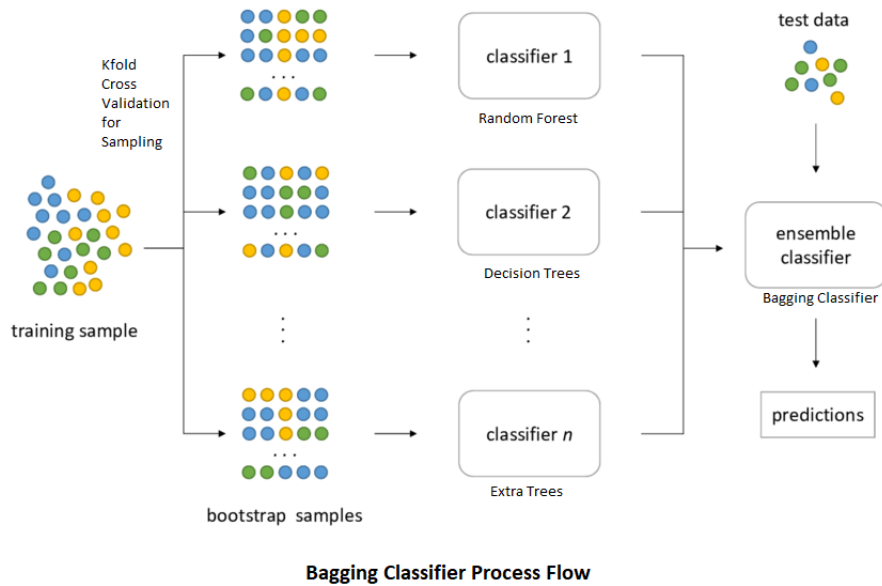 Kfold
Cross
Validation
for
Sampling
training sample
...
...
...
bootstrap samples
classifier 1
Random Forest
classifier 2
Decision Trees
classifier n
Extra Trees
test data
ensemble
classifier
Bagging Classifier
predictions
Bagging Classifier Process Flow